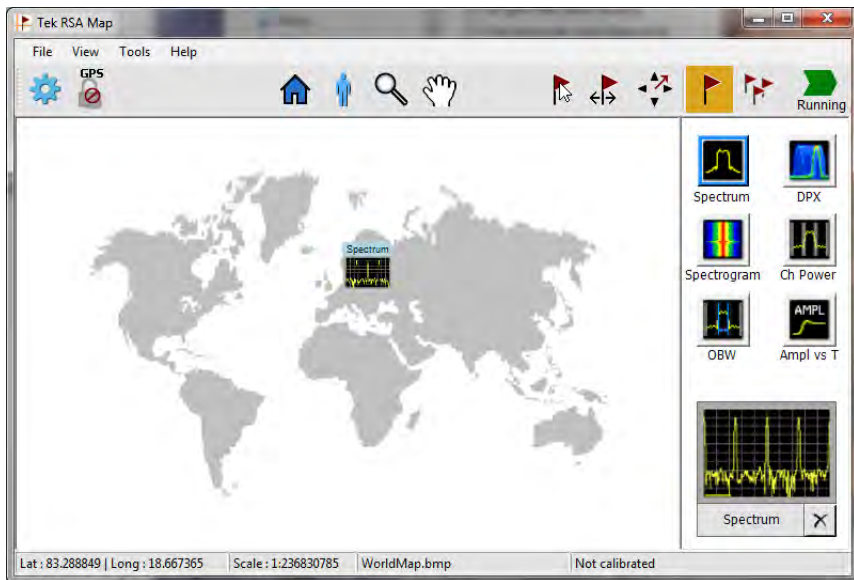 Tek RSA Map
File View Tools Help
GPS
Running
Spectrum DPX
Spectrogram Ch Power
AMPL
OBW Ampl vs T
Spectrum
Spectrum
Lat : 83.288849 | Long : 18.667365 Scale : 1:236830785 WorldMap.bmp Not calibrated